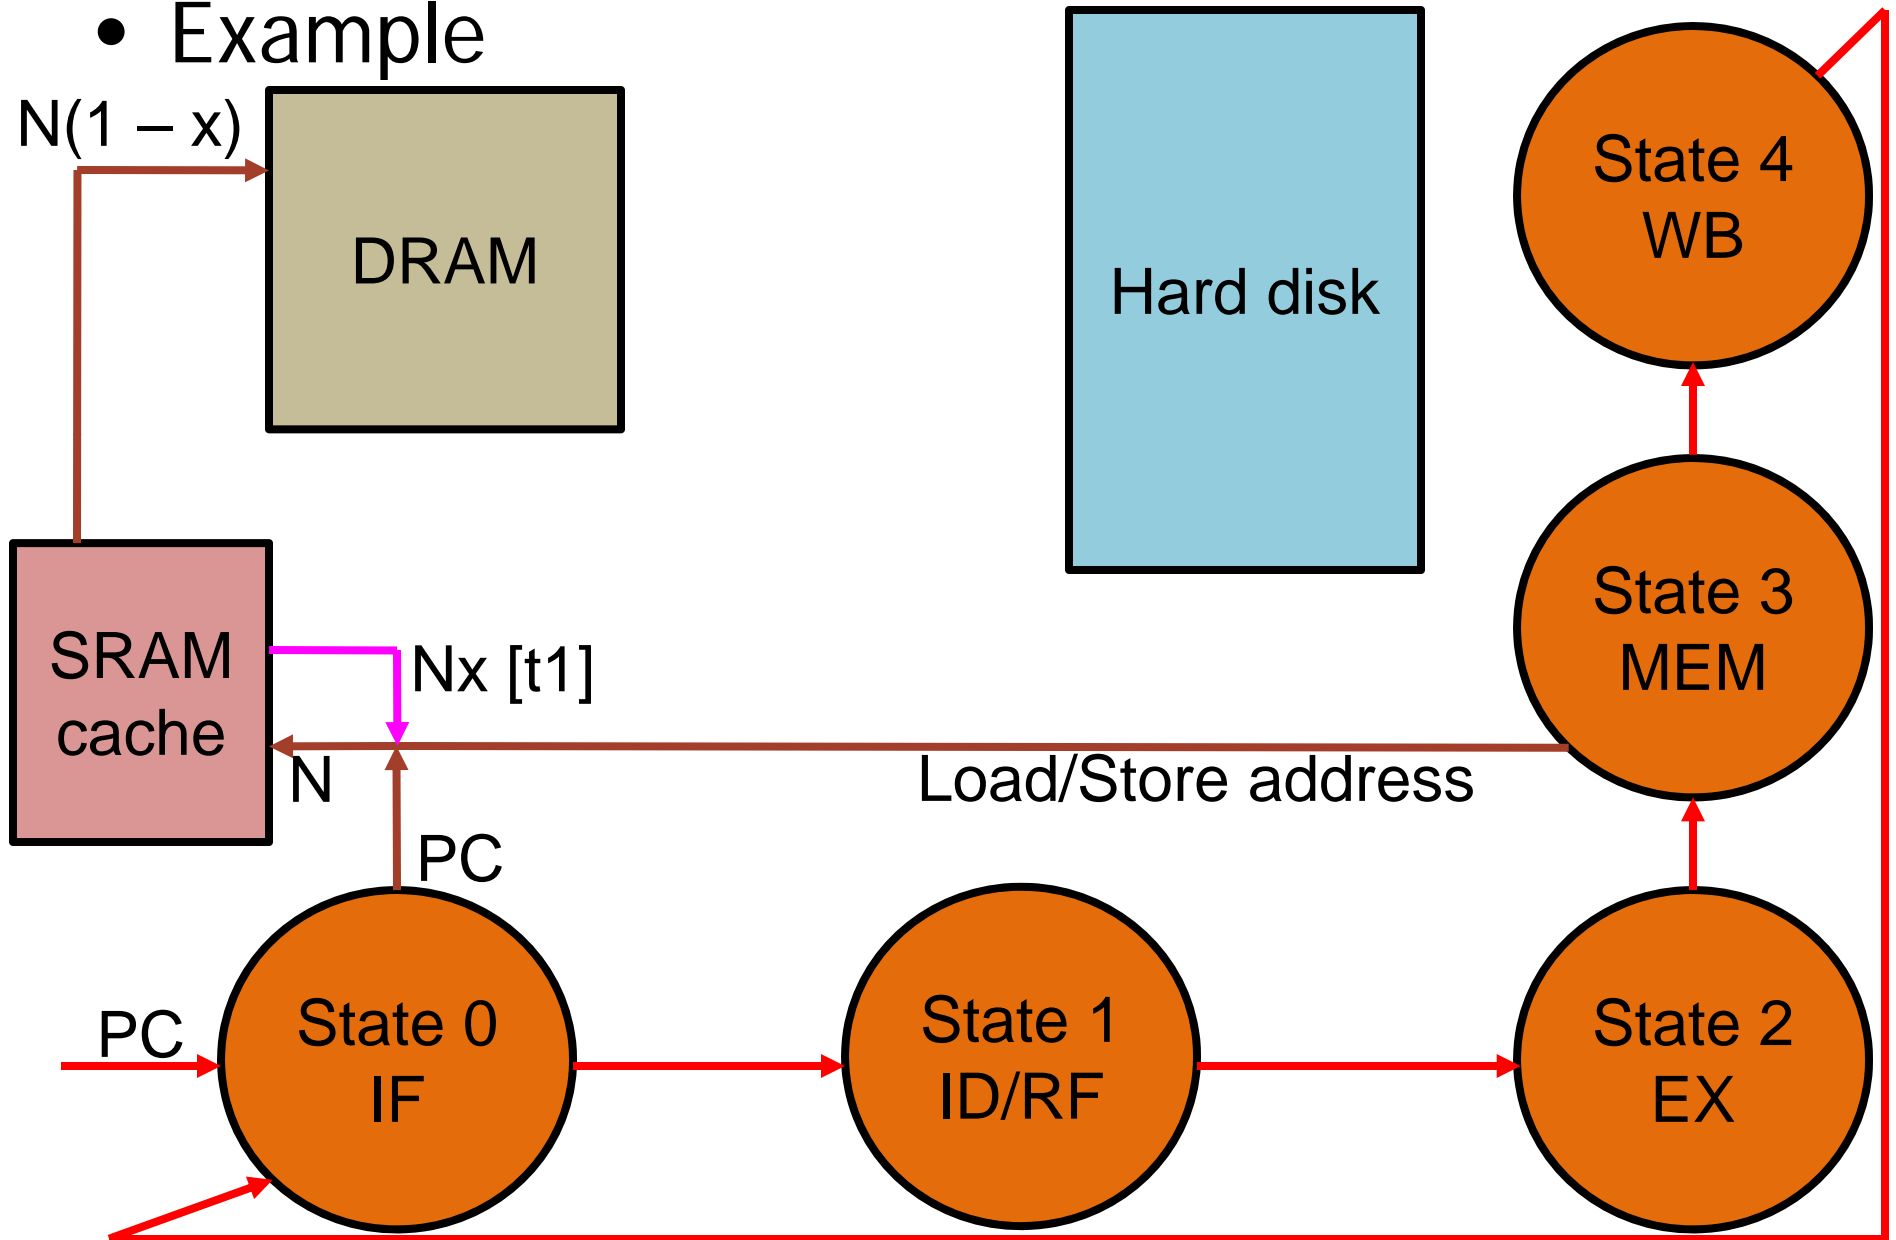 • Example
N(1 – x)
DRAM
Hard disk
State 4
WB
SRAM
cache
Nx [t1]
State 3
MEM
N
Load/Store address
PC
PC
State 0
IF
State 1
ID/RF
State 2
EX